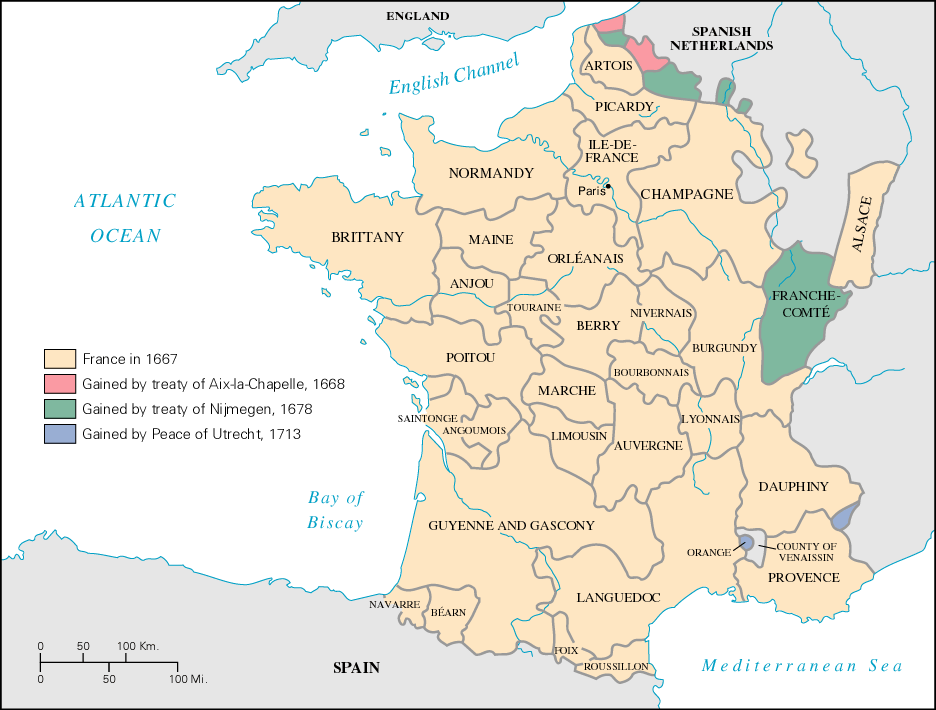 ENGLAND
SPANISH
NETHERLANDS
English Channel
ARTOIS
PICARDY
ILE-DE-
FRANCE
NORMANDY
Paris
CHAMPAGNE
ATLANTIC
OCEAN
ALSACE
BRITTANY
MAINE
ORLÉANAIS
ANJOU
FRANCHE-
COMTÉ
TOURAINE
NIVERNAIS
BERRY
BURGUNDY
France in 1667
POITOU
BOURBONNAIS
Gained by treaty of Aix-la-Chapelle, 1668
MARCHE
Gained by treaty of Nijmegen, 1678
SAINTONGE
LYONNAIS
ANGOUMOIS
Gained by Peace of Utrecht, 1713
LIMOUSIN
AUVERGNE
DAUPHINY
Bay of
Biscay
GUYENNE AND GASCONY
ORANGE
COUNTY OF
VENAISSIN
PROVENCE
LANGUEDOC
NAVARRE
BÉARN
0 50 100 Km.
0 50 100 Mi.
FOIX
SPAIN
ROUSSILLON
Mediterranean Sea